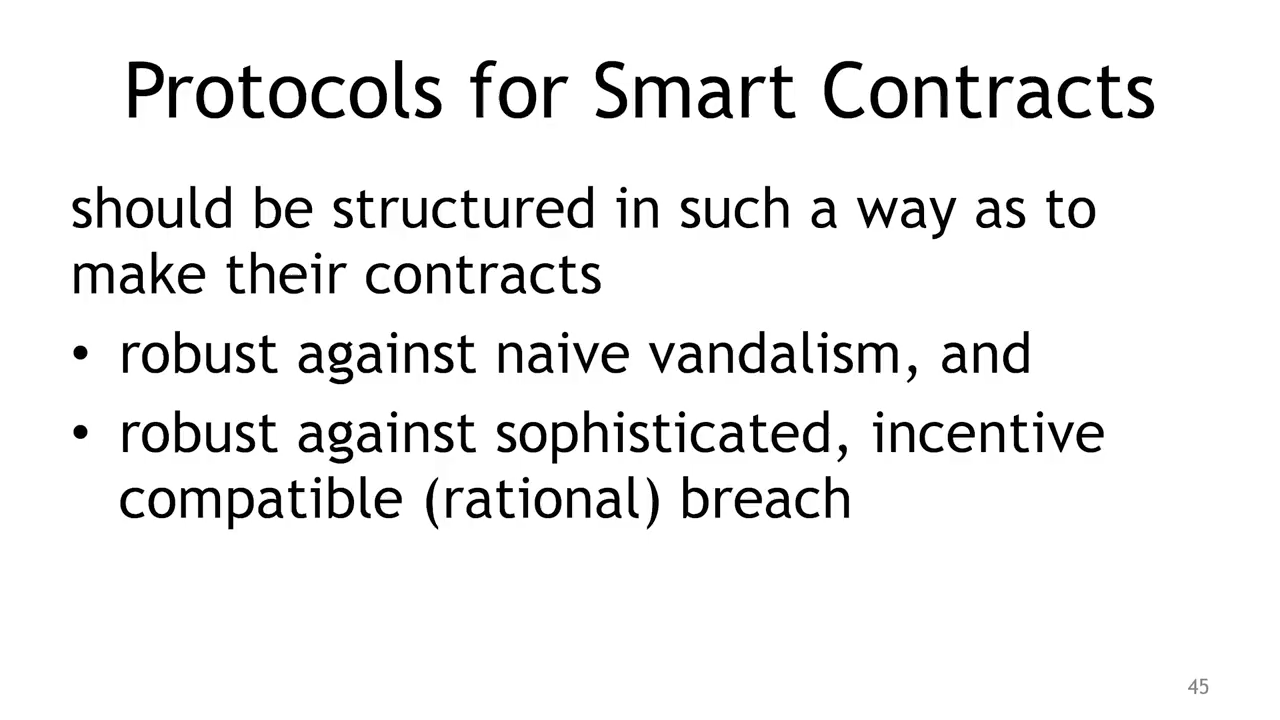 Protocols for Smart Contracts
should be structured in such a way as to
make their contracts
• robust against naive vandalism, and
• robust against sophisticated, incentive
compatible (rational) breach
45